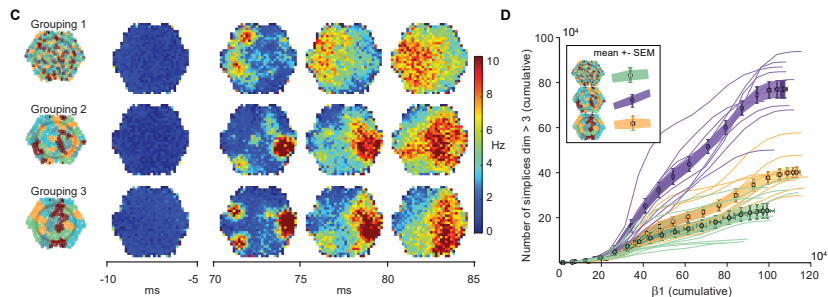 C
Grouping 1
Grouping 2
Grouping 3
-10 -5
ms
70 75
ms
80 85
ms
10
8
6
Hz
4
2
0
D
10⁴
Number of simplices dim > 3 (cumulative)
100
80
60
40
20
mean +- SEM
0 20 40 60 80 100 120
10⁴
β1 (cumulative)